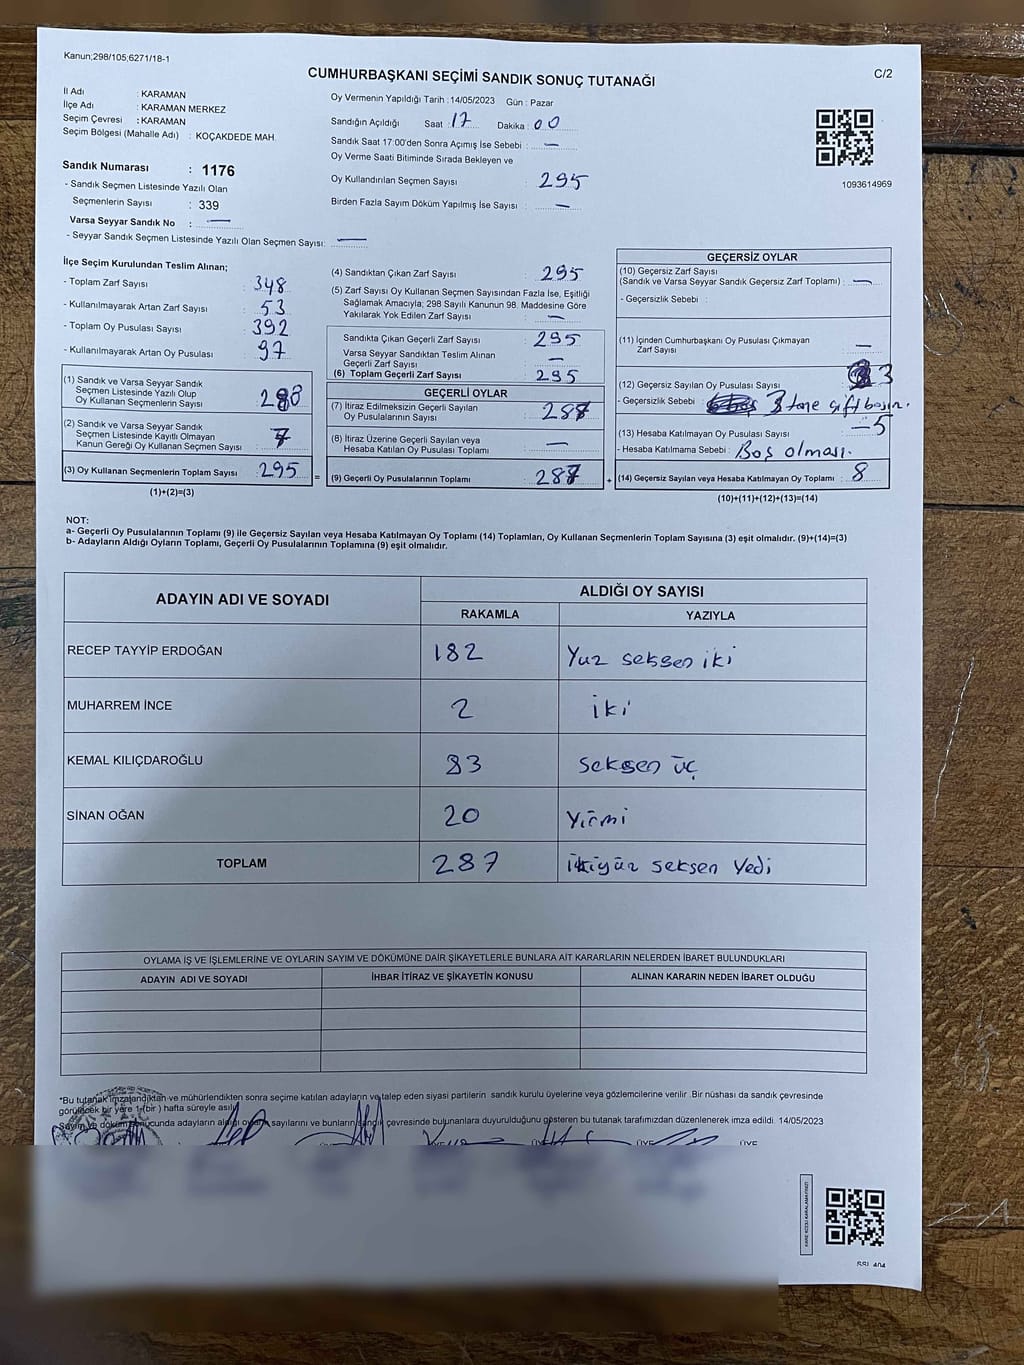 Kanun;298/105;6271/18-1
CUMHURBAŞKANI SEÇİMİ SANDIK SONUÇ TUTANAĞI
C/2
İl Adı : KARAMAN
İlçe Adı : KARAMAN MERKEZ
Seçim Çevresi : KARAMAN
Seçim Bölgesi (Mahalle Adı) : KOÇAKDEDE MAH.
Sandık Numarası : 1176
- Sandık Seçmen Listesinde Yazılı Olan
Seçmenlerin Sayısı : 339
Varsa Seyyar Sandık No : —
- Seyyar Sandık Seçmen Listesinde Yazılı Olan Seçmen Sayısı: —
Oy Vermenin Yapıldığı Tarih : 14/05/2023 Gün : Pazar
Sandığın Açıldığı Saat : 17 Dakika : 00
Sandık Saat 17:00'den Sonra Açımış İse Sebebi : —
Oy Verme Saati Bitiminde Sırada Bekleyen ve
Oy Kullandırılan Seçmen Sayısı : 295
Birden Fazla Sayım Döküm Yapılmış İse Sayısı : —
1093614969
İlçe Seçim Kurulundan Teslim Alınan;
- Toplam Zarf Sayısı : 348
- Kullanılmayarak Artan Zarf Sayısı : 53
- Toplam Oy Pusulası Sayısı : 392
- Kullanılmayarak Artan Oy Pusulası : 97
(1) Sandık ve Varsa Seyyar Sandık
Seçmen Listesinde Yazılı Olup
Oy Kullanan Seçmenlerin Sayısı : 288
(2) Sandık ve Varsa Seyyar Sandık
Seçmen Listesinde Kayıtlı Olmayan
Kanun Gereği Oy Kullanan Seçmen Sayısı : 7
(3) Oy Kullanan Seçmenlerin Toplam Sayısı : 295
(1)+(2)=(3)
(4) Sandıktan Çıkan Zarf Sayısı : 295
(5) Zarf Sayısı Oy Kullanan Seçmen Sayısından Fazla İse, Eşitliği
Sağlamak Amacıyla; 298 Sayılı Kanunun 98. Maddesine Göre
Yakılarak Yok Edilen Zarf Sayısı : —
Sandıkta Çıkan Geçerli Zarf Sayısı : 295
Varsa Seyyar Sandıktan Teslim Alınan
Geçerli Zarf Sayısı : —
(6) Toplam Geçerli Zarf Sayısı : 295
GEÇERLİ OYLAR
(7) İtiraz Edilmeksizin Geçerli Sayılan
Oy Pusulalarının Sayısı : 287
(8) İtiraz Üzerine Geçerli Sayılan veya
Hesaba Katılan Oy Pusulası Toplamı : —
= (9) Geçerli Oy Pusulalarının Toplamı : 287 +
GEÇERSİZ OYLAR
(10) Geçersiz Zarf Sayısı
(Sandık ve Varsa Seyyar Sandık Geçersiz Zarf Toplamı) : —
- Geçersizlik Sebebi :
(11) İçinden Cumhurbaşkanı Oy Pusulası Çıkmayan
Zarf Sayısı : —
(12) Geçersiz Sayılan Oy Pusulası Sayısı : 3
- Geçersizlik Sebebi : 3 tane çift basım.
(13) Hesaba Katılmayan Oy Pusulası Sayısı : —5
- Hesaba Katılmama Sebebi : Boş olması.
(14) Geçersiz Sayılan veya Hesaba Katılmayan Oy Toplamı : 8
(10)+(11)+(12)+(13)=(14)
NOT:
a- Geçerli Oy Pusulalarının Toplamı (9) ile Geçersiz Sayılan veya Hesaba Katılmayan Oy Toplamı (14) Toplamları, Oy Kullanan Seçmenlerin Toplam Sayısına (3) eşit olmalıdır. (9)+(14)=(3)
b- Adayların Aldığı Oyların Toplamı, Geçerli Oy Pusulalarının Toplamına (9) eşit olmalıdır.
ADAYIN ADI VE SOYADI ALDIĞI OY SAYISI
RAKAMLA YAZIYLA
RECEP TAYYİP ERDOĞAN 182 Yüz seksen iki
MUHARREM İNCE 2 iki
KEMAL KILIÇDAROĞLU 83 seksen üç
SİNAN OĞAN 20 Yirmi
TOPLAM 287 ikiyüz seksen Yedi
OYLAMA İŞ VE İŞLEMLERİNE VE OYLARIN SAYIM VE DÖKÜMÜNE DAİR ŞİKAYETLERLE BUNLARA AİT KARARLARIN NELERDEN İBARET BULUNDUKLARI
ADAYIN ADI VE SOYADI İHBAR İTİRAZ VE ŞİKAYETİN KONUSU ALINAN KARARIN NEDEN İBARET OLDUĞU
*Bu tutanak imzalandıktan ve mühürlendikten sonra seçime katılan adayların ve talep eden siyasi partilerin sandık kurulu üyelerine veya gözlemcilerine verilir .Bir nüshası da sandık çevresinde
görülecek bir yere 1 (bir ) hafta süreyle asılır.
Sayım ve döküm sonucunda adayların aldığı oyların sayılarını ve bunların sandık çevresinde bulunanlara duyurulduğunu gösteren bu tutanak tarafımızdan düzenlenerek imza edildi. 14/05/2023
ÜYE ÜYE ÜYE